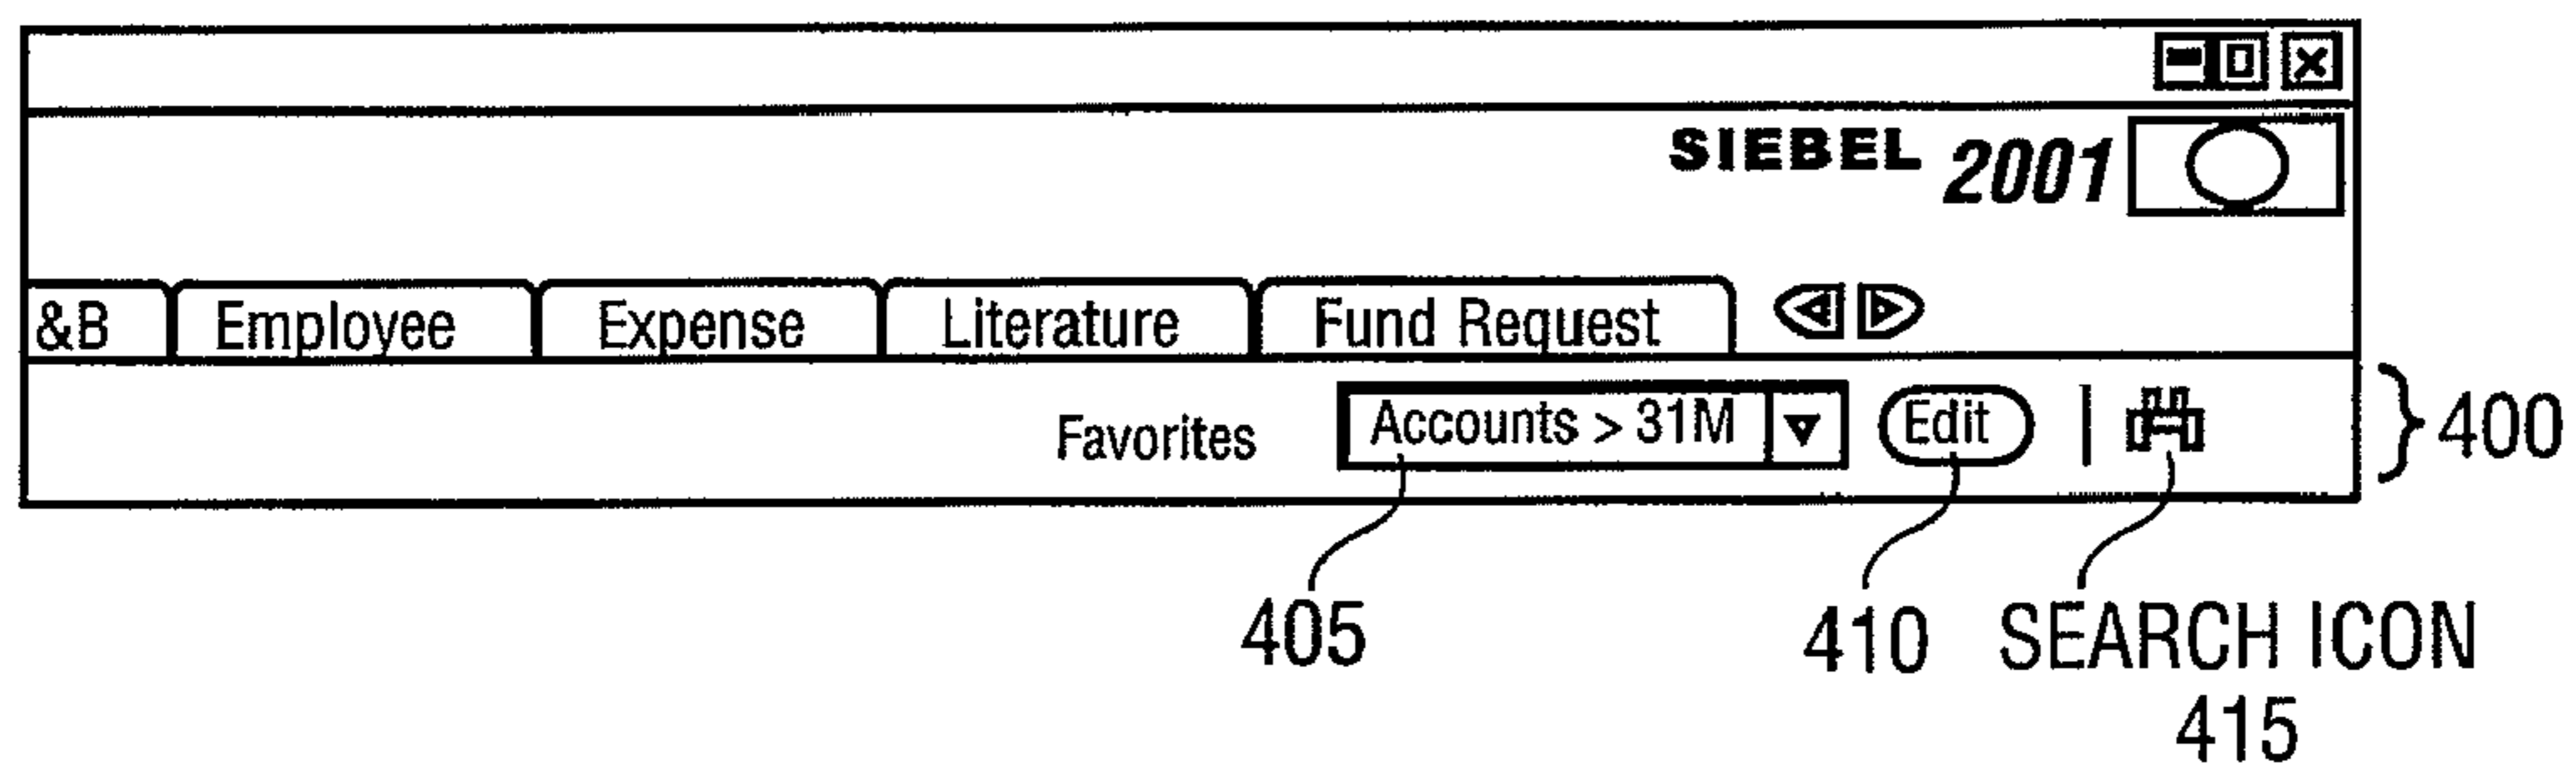 SIEBEL 2001
&B Employee Expense Literature Fund Request
Favorites Accounts > 31M Edit
400
405 410 SEARCH ICON
415